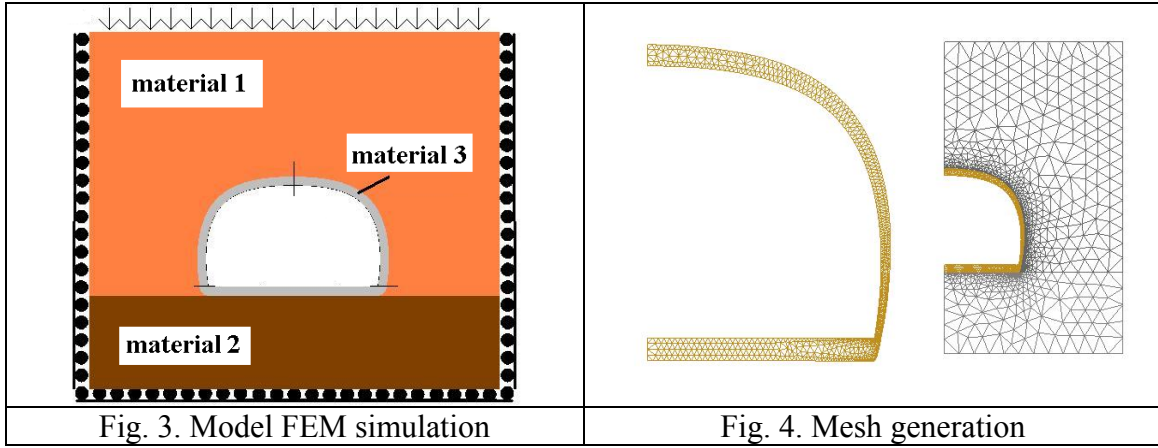 material 1
material 3
material 2
Fig. 3. Model FEM simulation
Fig. 4. Mesh generation